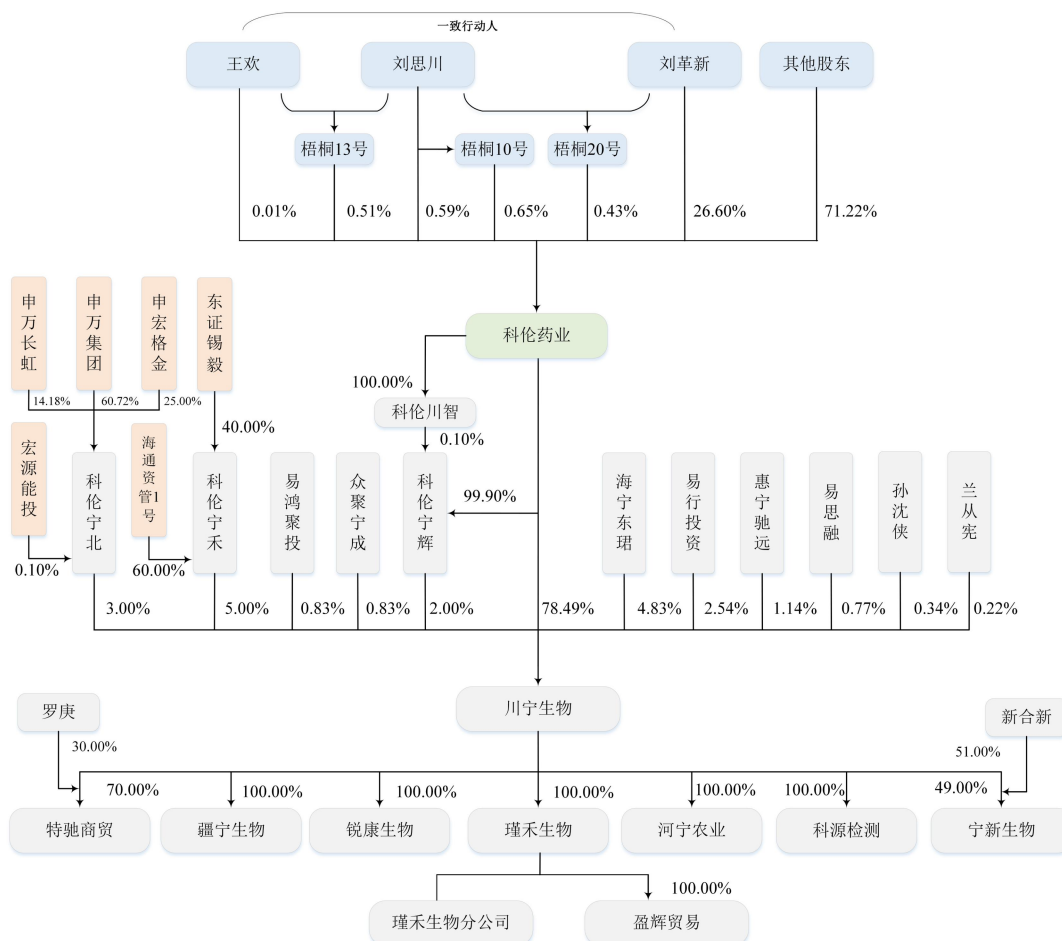 一致行动人
王欢
刘思川
刘革新
其他股东
梧桐13号
梧桐10号
梧桐20号
0.01%
0.51%
0.59%
0.65%
0.43%
26.60%
71.22%
申万长虹
申万集团
申宏格金
东证锡毅
科伦药业
14.18%
60.72%
25.00%
100.00%
科伦川智
40.00%
0.10%
宏源能投
科伦宁北
海通资管1号
科伦宁禾
易鸿聚投
众聚宁成
科伦宁辉
99.90%
海宁东珺
易行投资
惠宁驰远
易思融
孙沈侠
兰从宪
0.10%
60.00%
3.00%
5.00%
0.83%
0.83%
2.00%
78.49%
4.83%
2.54%
1.14%
0.77%
0.34%
0.22%
川宁生物
罗庚
新合新
30.00%
51.00%
70.00%
100.00%
100.00%
100.00%
100.00%
100.00%
49.00%
特驰商贸
疆宁生物
锐康生物
瑾禾生物
河宁农业
科源检测
宁新生物
100.00%
瑾禾生物分公司
盈辉贸易